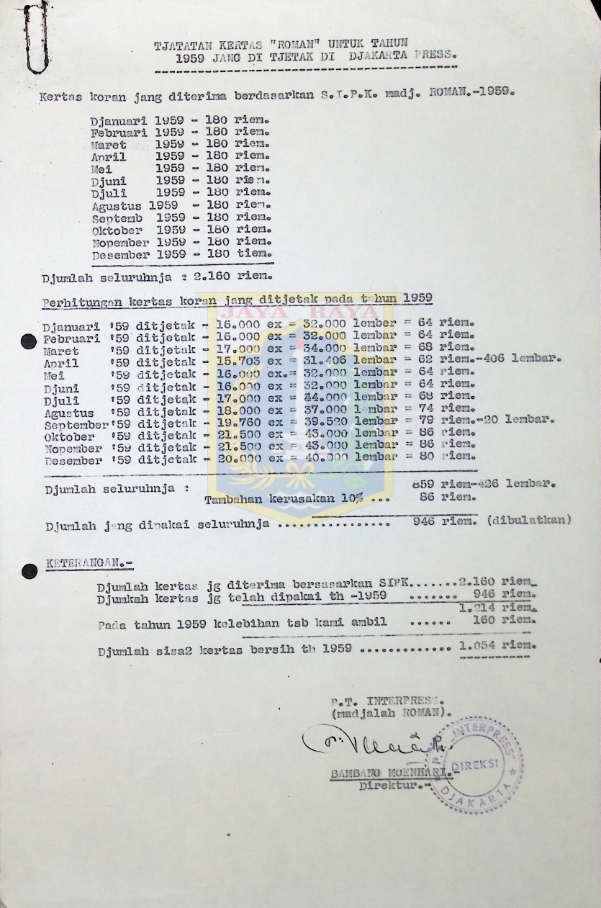 TJATATAN KERTAS "ROMAN" UNTUK TAHUN
1959 JANG DI TJETAK DI DJAKARTA PRESS.
Kertas koran jang diterima berdasarkan S.I.P.K. madj. ROMAN.-1959.
Djanuari 1959 - 180 riem.
Februari 1959 - 180 riem.
Maret 1959 - 180 riem.
April 1959 - 180 riem.
Mei 1959 - 180 riem.
Djuni 1959 - 180 riem.
Djuli 1959 - 180 riem.
Agustus 1959 - 180 riem.
Septemb 1959 - 180 riem.
Oktober 1959 - 180 riem.
Nopember 1959 - 180 riem.
Desember 1959 - 180 tiem.
Djumlah seluruhnja : 2.160 riem.
Perhitungan kertas koran jang ditjetak pada tahun 1959
JAYA RAYA
Djanuari '59 ditjetak - 16.000 ex = 32.000 lember = 64 riem.
Februari '59 ditjetak - 16.000 ex = 32.000 lembar = 64 riem.
Maret '59 ditjetak - 17.000 ex = 34.000 lembar = 68 riem.
April '59 ditjetak - 15.703 ex = 31.406 lembar = 62 riem.-406 lembar.
Mei '59 ditjetak - 16.000 ex.= 32.000 lembar = 64 riem.
Djuni '59 ditjetak - 16.000 ex = 32.000 lembar = 64 riem.
Djuli '59 ditjetak - 17.000 ex = 44.000 lembar = 68 riem.
Agustus '59 ditjetak - 18.000 ex = 37.000 lembar = 74 riem.
September'59 ditjetak - 19.760 ex = 39.520 lembar = 79 riem.-20 lembar.
Oktober '59 ditjetak - 21.500 ex = 43.000 lembar = 86 riem.
Nopember '59 ditjetak - 21.500 ex = 43.000 lembar = 86 riem.
Desember '59 ditjetak - 20.000 ex = 40.000 lembar = 80 riem.
Djumlah seluruhnja : 859 riem-426 lembar.
Tambahan kerusakan 10% ... 86 riem.
Djumlah jang dipakai seluruhnja ................ 946 riem. (dibulatkan)
KETERANGAN.-
Djumlah kertas jg diterima bersasarkan SIPK.......2.160 riem.
Djumkah kertas jg telah dipakai th -1959 ....... 946 riem.
1.214 riem.
Pada tahun 1959 kelebihan tsb kami ambil ...... 160 riem.
Djumlah sisa2 kertas bersih th 1959 ............. 1.054 riem.
P.T. INTERPRESS.
(madjalah ROMAN).
P.T. „INTERPRESS"
DIREKSI
DJAKARTA
BAMBANG MOENHARI.-
Direktur.-